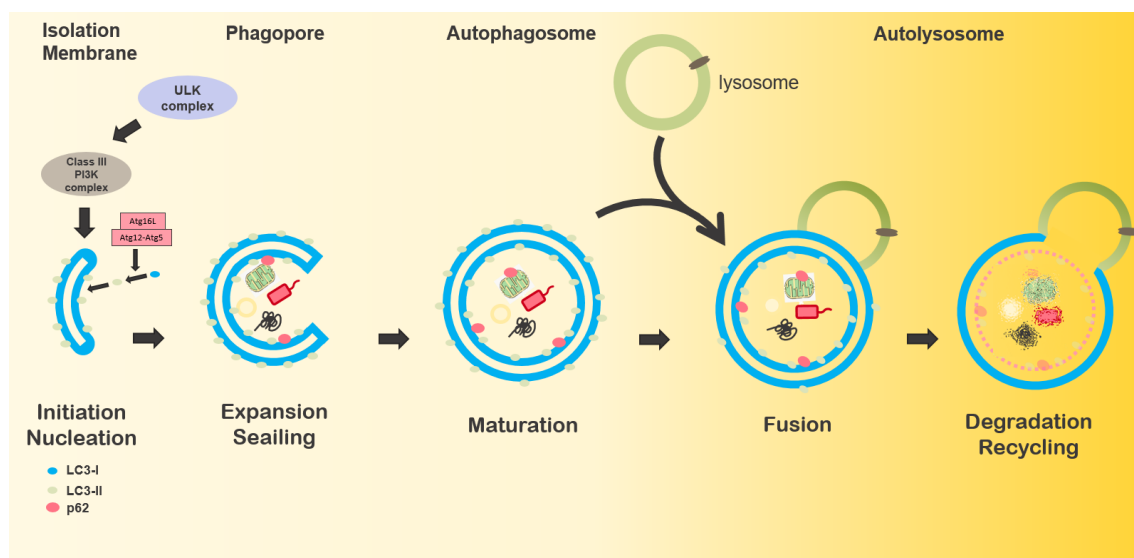 Isolation
Membrane
Phagopore
Autophagosome
Autolysosome
ULK
complex
lysosome
Class III
PI3K
complex
Atg16L
Atg12-Atg5
Initiation
Nucleation
Expansion
Seailing
Maturation
Fusion
Degradation
Recycling
LC3-I
LC3-II
p62